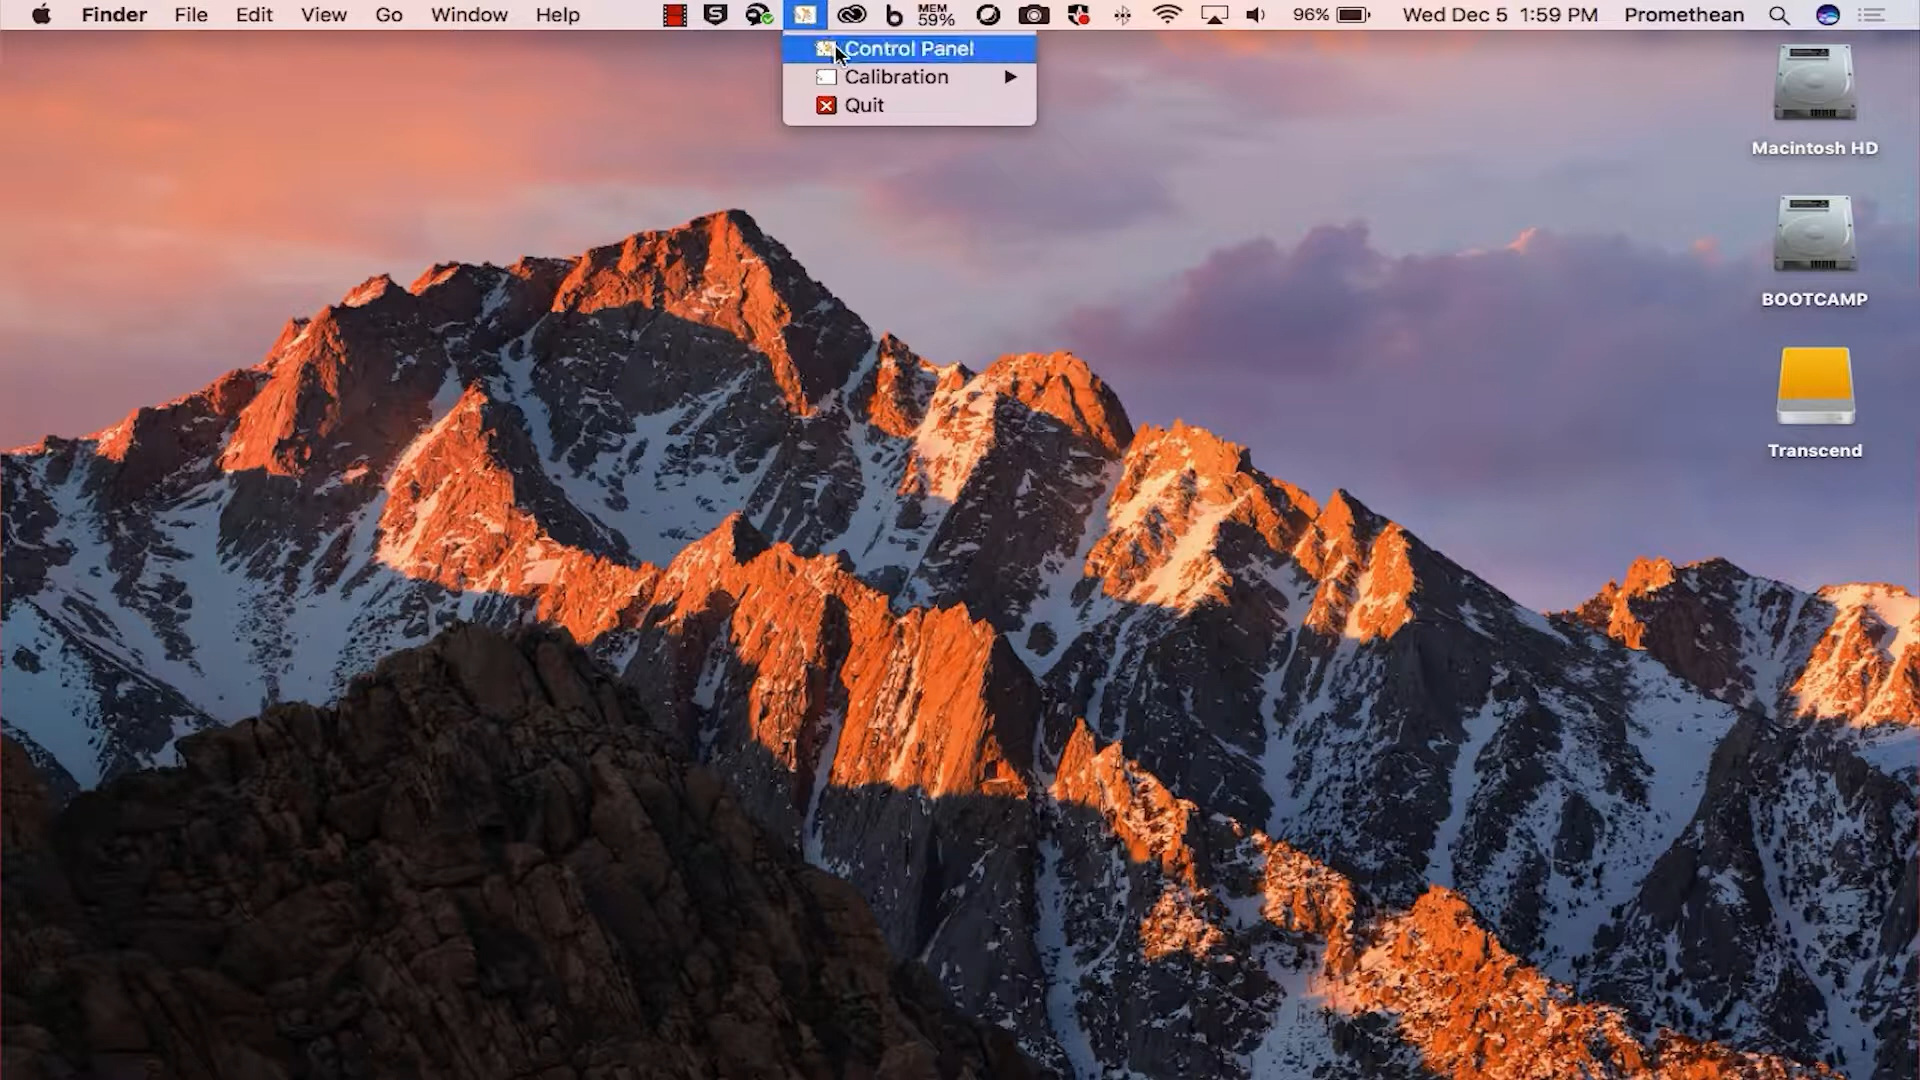 Finder File Edit View Go Window Help MEM 59% 96% Wed Dec 5 1:59 PM Promethean
Control Panel
Calibration
Quit
Macintosh HD
BOOTCAMP
Transcend